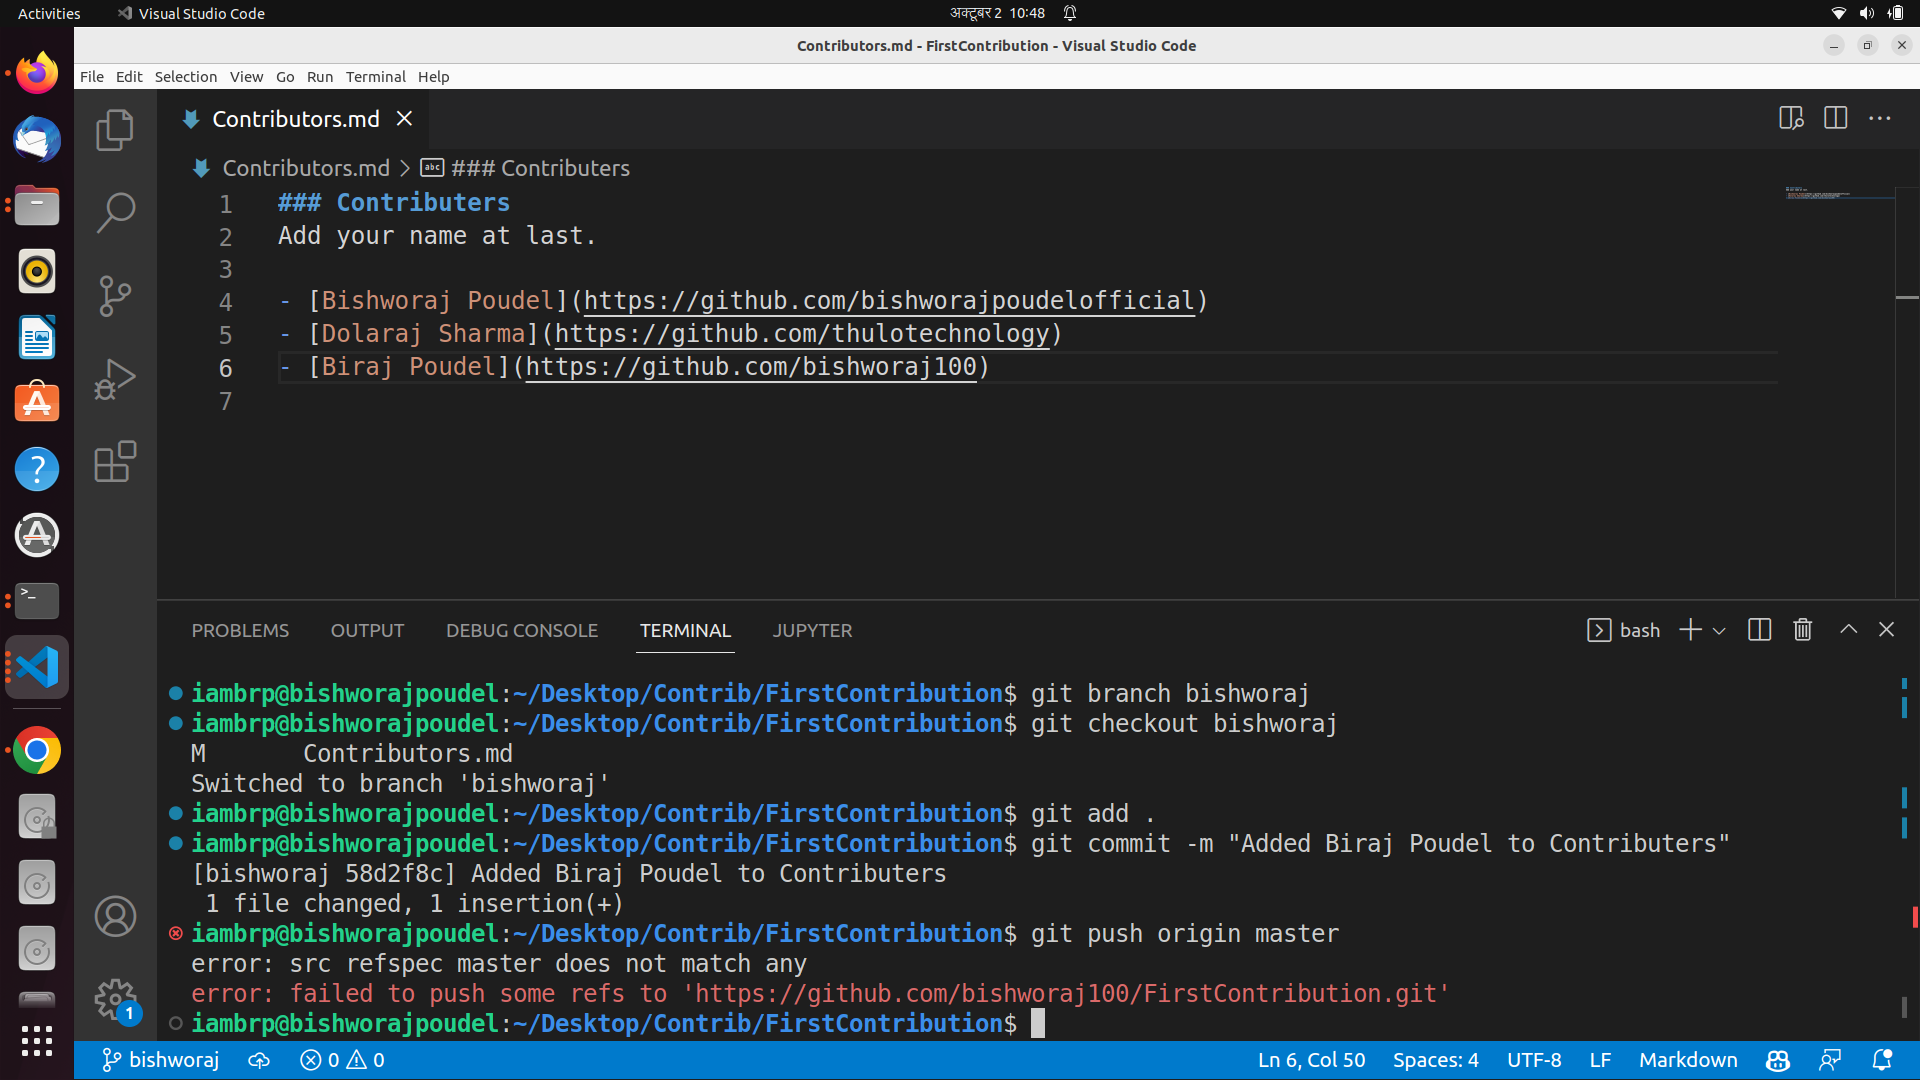 Activities
Visual Studio Code
अक्टूबर 2 10:48
Contributors.md - FirstContribution - Visual Studio Code
File Edit Selection View Go Run Terminal Help
Contributors.md
Contributors.md > abc ### Contributers
1 ### Contributers
2 Add your name at last.
3
4 - [Bishworaj Poudel](https://github.com/bishworajpoudelofficial)
5 - [Dolaraj Sharma](https://github.com/thulotechnology)
6 - [Biraj Poudel](https://github.com/bishworaj100)
7
PROBLEMS OUTPUT DEBUG CONSOLE TERMINAL JUPYTER
bash
iambrp@bishworajpoudel:~/Desktop/Contrib/FirstContribution$ git branch bishworaj
iambrp@bishworajpoudel:~/Desktop/Contrib/FirstContribution$ git checkout bishworaj
M Contributors.md
Switched to branch 'bishworaj'
iambrp@bishworajpoudel:~/Desktop/Contrib/FirstContribution$ git add .
iambrp@bishworajpoudel:~/Desktop/Contrib/FirstContribution$ git commit -m "Added Biraj Poudel to Contributers"
[bishworaj 58d2f8c] Added Biraj Poudel to Contributers
1 file changed, 1 insertion(+)
iambrp@bishworajpoudel:~/Desktop/Contrib/FirstContribution$ git push origin master
error: src refspec master does not match any
error: failed to push some refs to 'https://github.com/bishworaj100/FirstContribution.git'
iambrp@bishworajpoudel:~/Desktop/Contrib/FirstContribution$
1
bishworaj 0 0 Ln 6, Col 50 Spaces: 4 UTF-8 LF Markdown